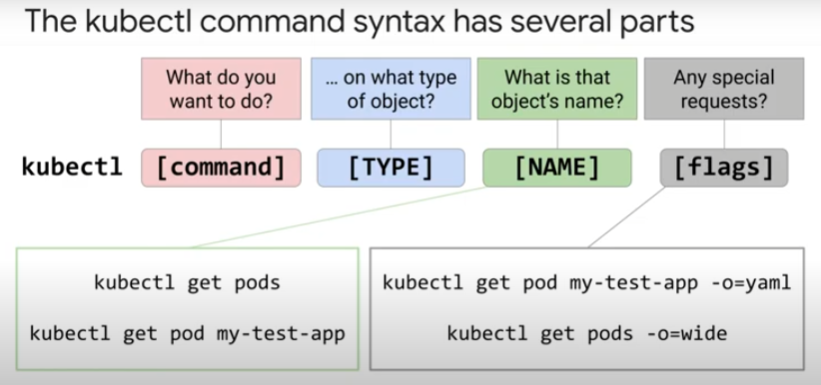 The kubectl command syntax has several parts
What do you
want to do?
... on what type
of object?
What is that
object's name?
Any special
requests?
kubectl [command] [TYPE] [NAME] [flags]
kubectl get pods
kubectl get pod my-test-app
kubectl get pod my-test-app -o=yaml
kubectl get pods -o=wide